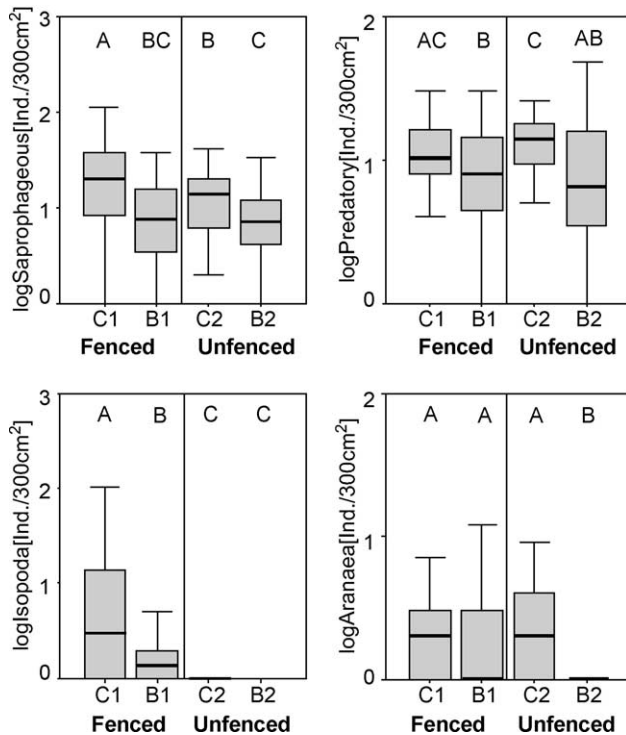 logSaprophageous[Ind./300cm²]
3
2
1
0
A BC B C
C1 B1 C2 B2
Fenced Unfenced
logPredatory[Ind./300cm²]
2
1
0
AC B C AB
C1 B1 C2 B2
Fenced Unfenced
logIsopoda[Ind./300cm²]
3
2
1
0
A B C C
C1 B1 C2 B2
Fenced Unfenced
logAranaea[Ind./300cm²]
2
1
0
A A A B
C1 B1 C2 B2
Fenced Unfenced